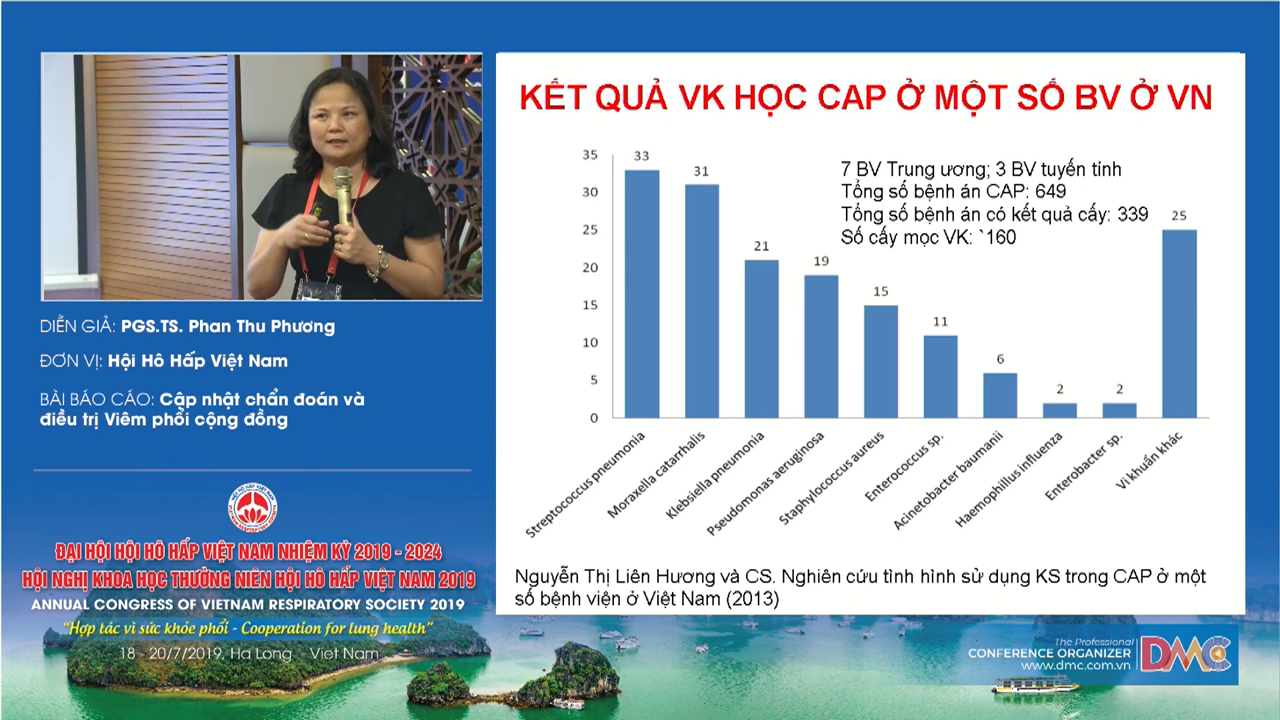 KẾT QUẢ VK HỌC CAP Ở MỘT SỐ BV Ở VN
7 BV Trung ương; 3 BV tuyến tính
Tổng số bệnh án CAP: 649
Tổng số bệnh án có kết quả cấy: 339
Số cấy mọc VK: `160
35
30
25
20
15
10
5
0
33
31
21
19
15
11
6
2
2
25
Streptococcus pneumonia
Moraxella catarrhalis
Klebsiella pneumonia
Pseudomonas aeruginosa
Staphylococcus aureus
Enterococcus sp.
Acinetobacter baumanii
Haemophillus influenza
Enterobacter sp.
Vi khuẩn khác
Nguyễn Thị Liên Hương và CS. Nghiên cứu tình hình sử dụng KS trong CAP ở một
số bệnh viện ở Việt Nam (2013)
DIỄN GIẢ: PGS.TS. Phan Thu Phương
ĐƠN VỊ: Hội Hô Hấp Việt Nam
BÀI BÁO CÁO: Cập nhật chẩn đoán và
điều trị Viêm phổi cộng đồng
ĐẠI HỘI HỘI HÔ HẤP VIỆT NAM NHIỆM KỲ 2019 - 2024
HỘI NGHỊ KHOA HỌC THƯỜNG NIÊN HỘI HÔ HẤP VIỆT NAM 2019
ANNUAL CONGRESS OF VIETNAM RESPIRATORY SOCIETY 2019
"Hợp tác vì sức khỏe phổi - Cooperation for lung health"
18 - 20/7/2019, Ha Long Viet Nam
The Professional
CONFERENCE ORGANIZER
www.dmc.com.vn
DMC